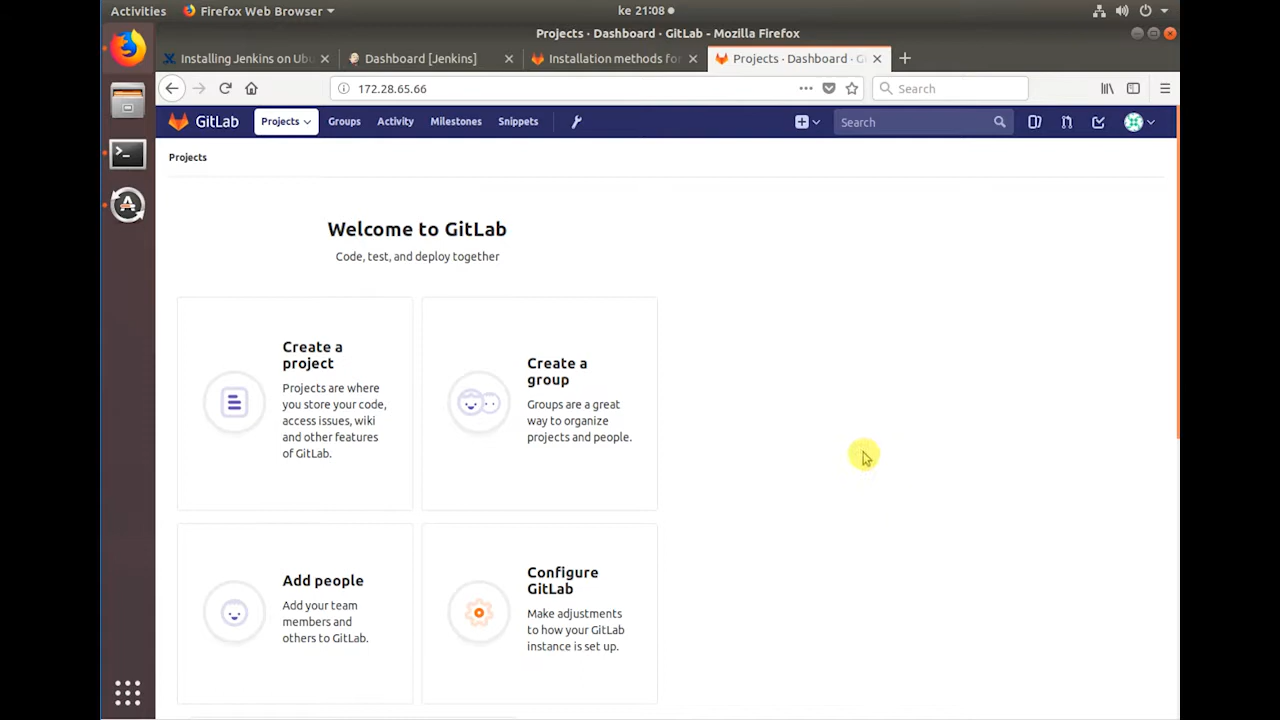 Activities
Firefox Web Browser
ke 21:08
Projects · Dashboard · GitLab - Mozilla Firefox
Installing Jenkins on Ubu
Dashboard [Jenkins]
Installation methods for
Projects · Dashboard · G
172.28.65.66
Search
GitLab
Projects
Groups
Activity
Milestones
Snippets
Search
Projects
Welcome to GitLab
Code, test, and deploy together
Create a
project
Projects are where
you store your code,
access issues, wiki
and other features
of GitLab.
Create a
group
Groups are a great
way to organize
projects and people.
Add people
Add your team
members and
others to GitLab.
Configure
GitLab
Make adjustments
to how your GitLab
instance is set up.